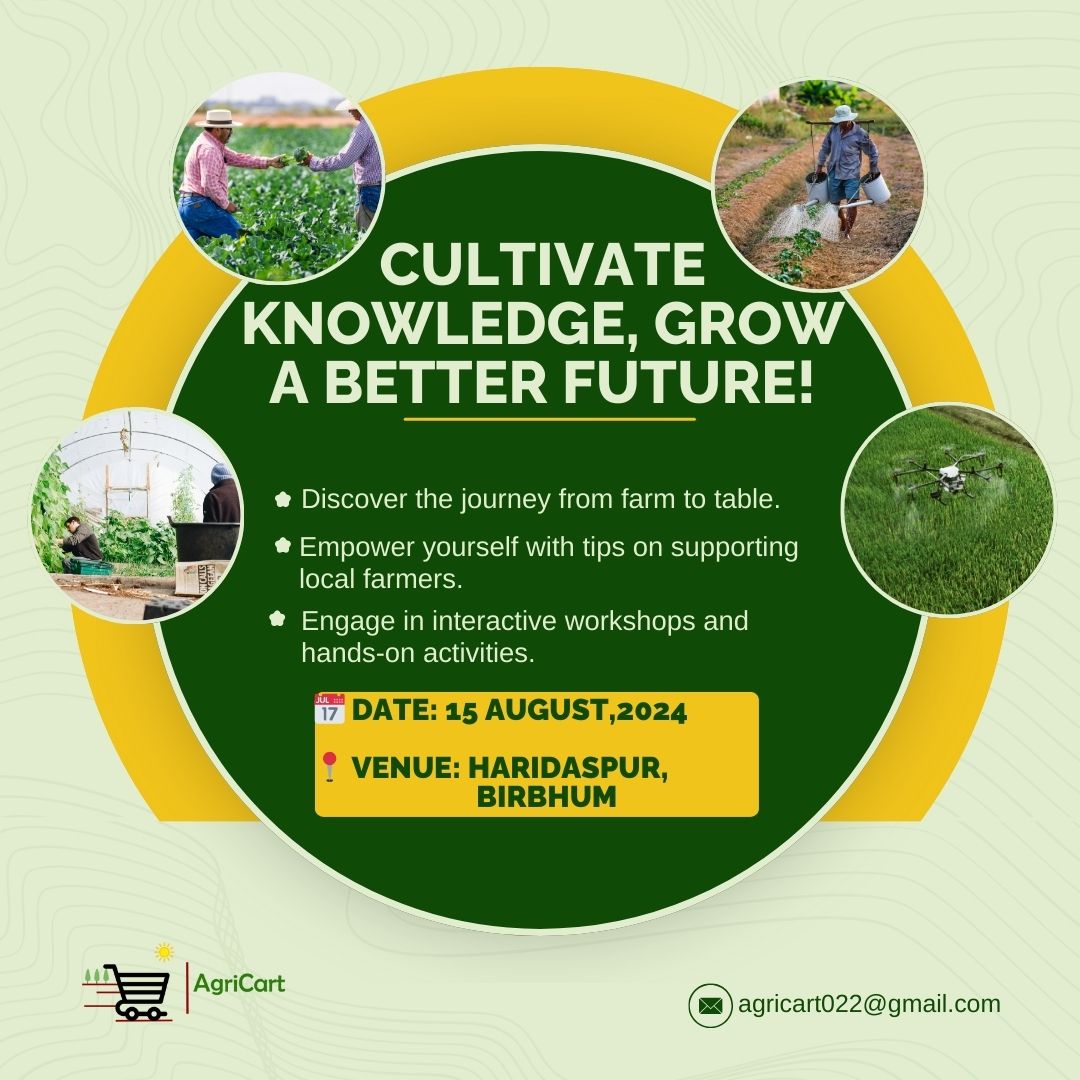 CULTIVATE
KNOWLEDGE, GROW
A BETTER FUTURE!
Discover the journey from farm to table.
Empower yourself with tips on supporting
local farmers.
Engage in interactive workshops and
hands-on activities.
JUL
17
DATE: 15 AUGUST,2024
VENUE: HARIDASPUR,
BIRBHUM
AgriCart
agricart022@gmail.com